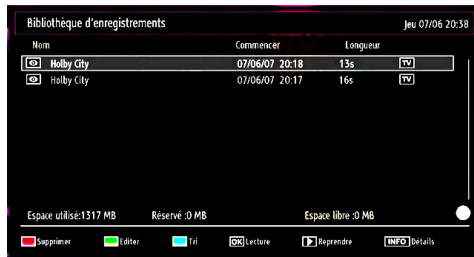 Bibliothèque d'enregistrements Jeu 07/06 20:38
Nom Commencer Longueur
Holby City 07/06/07 20:18 13s TV
Holby City 07/06/07 20:17 16s TV
Espace utilisé:1317 MB Réservé :0 MB Espace libre :0 MB
Supprimer Editer Tri OK Lecture Reprendre INFO Détails